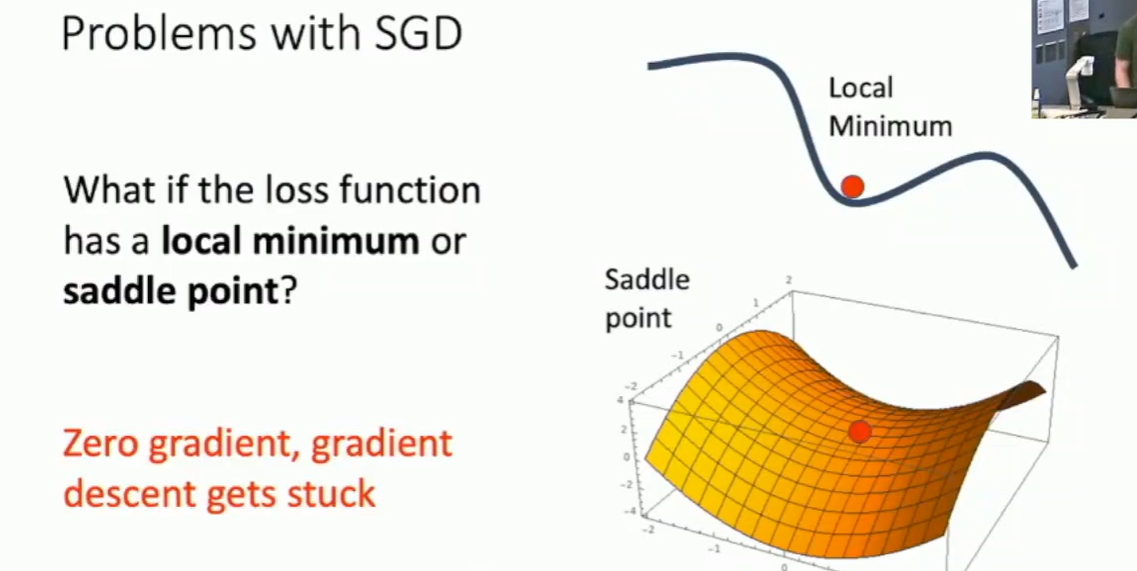 Problems with SGD
What if the loss function
has a local minimum or
saddle point?
Zero gradient, gradient
descent gets stuck
Local
Minimum
Saddle
point
2
1
0
-1
-2
4
2
0
-2
-4
-2
-1
0